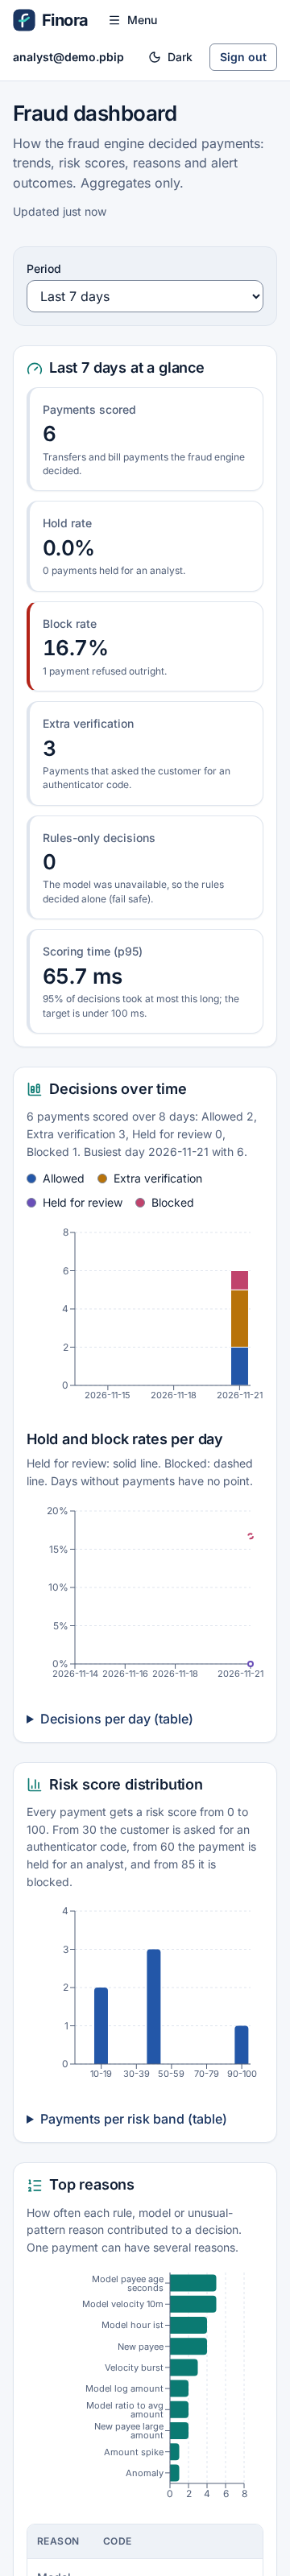 Finora
Menu
analyst@demo.pbip
Dark
Sign out
Fraud dashboard
How the fraud engine decided payments:
trends, risk scores, reasons and alert
outcomes. Aggregates only.
Updated just now
Period
Last 7 days
Last 7 days at a glance
Payments scored
6
Transfers and bill payments the fraud engine
decided.
Hold rate
0.0%
0 payments held for an analyst.
Block rate
16.7%
1 payment refused outright.
Extra verification
3
Payments that asked the customer for an
authenticator code.
Rules-only decisions
0
The model was unavailable, so the rules
decided alone (fail safe).
Scoring time (p95)
65.7 ms
95% of decisions took at most this long; the
target is under 100 ms.
Decisions over time
6 payments scored over 8 days: Allowed 2,
Extra verification 3, Held for review 0,
Blocked 1. Busiest day 2026-11-21 with 6.
Allowed
Extra verification
Held for review
Blocked
8
6
4
2
0
2026-11-15
2026-11-18
2026-11-21
Hold and block rates per day
Held for review: solid line. Blocked: dashed
line. Days without payments have no point.
20%
15%
10%
5%
0%
2026-11-14
2026-11-16
2026-11-18
2026-11-21
Decisions per day (table)
Risk score distribution
Every payment gets a risk score from 0 to
100. From 30 the customer is asked for an
authenticator code, from 60 the payment is
held for an analyst, and from 85 it is
blocked.
4
3
2
1
0
10-19
30-39
50-59
70-79
90-100
Payments per risk band (table)
Top reasons
How often each rule, model or unusual-
pattern reason contributed to a decision.
One payment can have several reasons.
Model payee age
seconds
Model velocity 10m
Model hour ist
New payee
Velocity burst
Model log amount
Model ratio to avg
amount
New payee large
amount
Amount spike
Anomaly
0
2
4
6
8
REASON
CODE